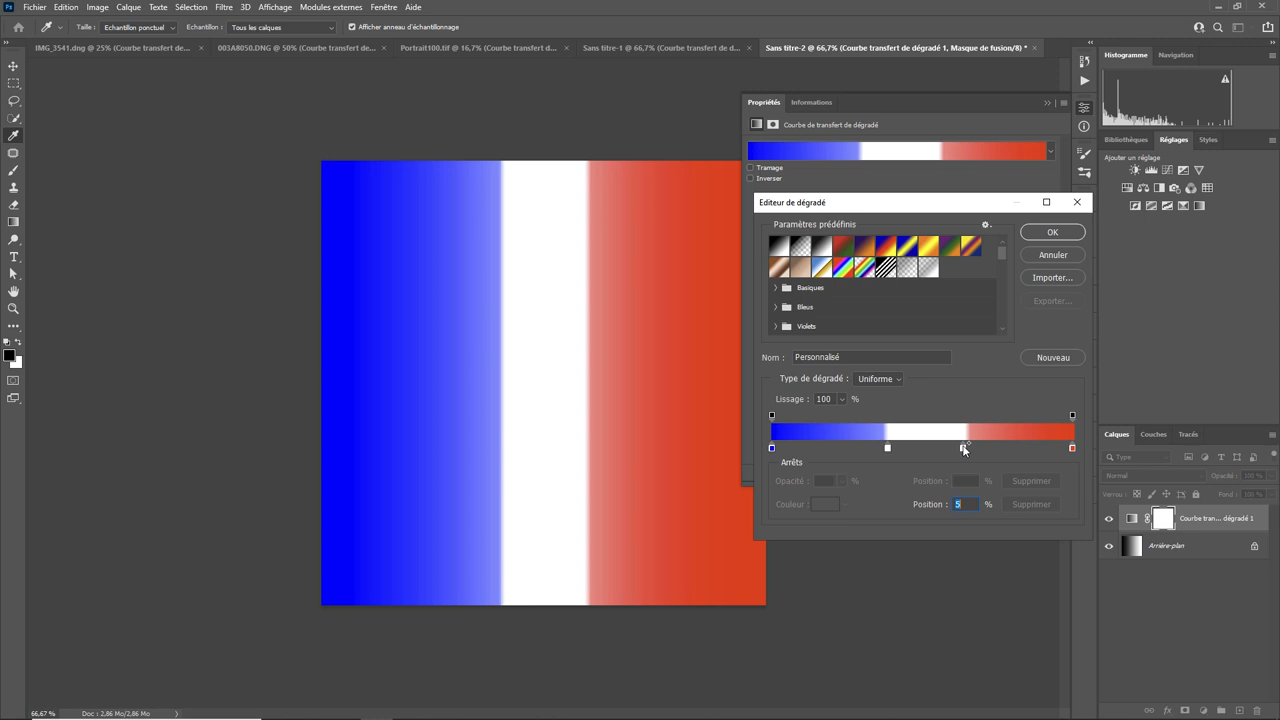 Ps Fichier Edition Image Calque Texte Sélection Filtre 3D Affichage Modules externes Fenêtre Aide
Taille : Echantillon ponctuel Echantillon : Tous les calques Afficher anneau d'échantillonnage
IMG_3541.dng @ 25% (Courbe transfert de... × 003A8050.DNG @ 50% (Courbe transfert de... × Portrait100.tif @ 16,7% (Courbe transfert d... × Sans titre-1 @ 66,7% (Courbe transfert de d... × Sans titre-2 @ 66,7% (Courbe transfert de dégradé 1, Masque de fusion/8) * ×
Histogramme Navigation
Propriétés Informations
Courbe de transfert de dégradé
Tramage
Inverser
Bibliothèques Réglages Styles
Ajouter un réglage
Editeur de dégradé
Paramètres prédéfinis
OK
Annuler
Importer...
Exporter...
Basiques
Bleus
Violets
Nom : Personnalisé
Nouveau
Type de dégradé : Uniforme
Lissage : 100 %
Arrêts
Opacité : % Position : % Supprimer
Couleur : Position : 5 % Supprimer
Calques Couches Tracés
Type
Normal Opacité : 100 %
Verrou : Fond : 100 %
Courbe tran... dégradé 1
Arrière-plan
66,67 % Doc : 2,86 Mo/2,86 Mo